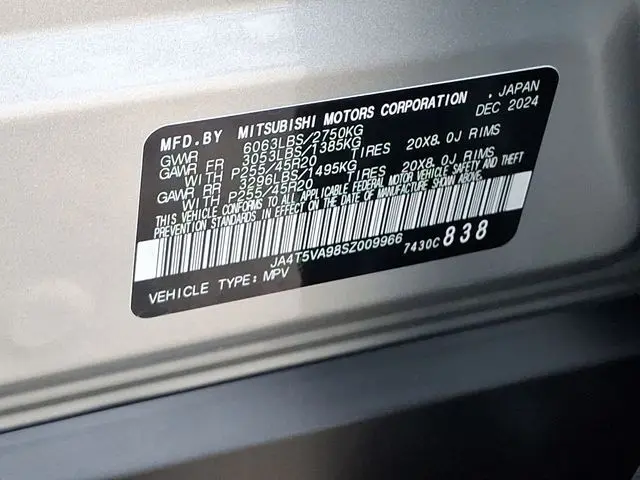 MFD.BY MITSUBISHI MOTORS CORPORATION . JAPAN
GVWR 6063LBS/2750KG DEC 2024
GAWR FR 3053LBS/1385KG
WITH P255/45R20 TIRES 20X8.0J RIMS
GAWR RR 3296LBS/1495KG
WITH P255/45R20 TIRES 20X8.0J RIMS
THIS VEHICLE CONFORMS TO ALL APPLICABLE FEDERAL MOTOR VEHICLE SAFETY AND THEFT
PREVENTION STANDARDS IN EFFECT ON THE DATE OF MANUFACTURE SHOWN ABOVE.
JA4T5VA98SZ009966 7430C 838
VEHICLE TYPE: MPV